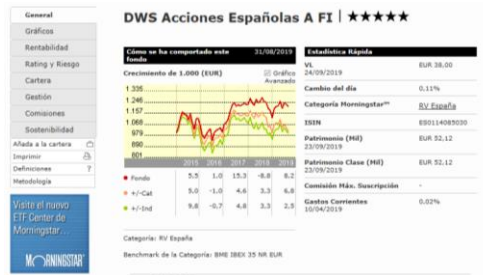 General
Gráficos
Rentabilidad
Rating y Riesgo
Cartera
Gestión
Comisiones
Sostenibilidad
Añada a la cartera
Imprimir
Definiciones ?
Metodología
Visite el nuevo
ETF Center de
Morningstar...
MORNINGSTAR
DWS Acciones Españolas A FI | ★★★★★
Cómo se ha comportado este fondo 31/08/2019
Crecimiento de 1.000 (EUR) Gráfico Avanzado
1.335
1.246
1.157
1.068
979
890
801
2015 2016 2017 2018 2019
Fondo 5.5 1.0 15.3 -8.8 8.2
+/-Cat 5.0 -1.0 4.6 3.3 6.8
+/-Ind 9.8 -0.7 4.8 3.3 2.5
Categoría: RV España
Benchmark de la Categoría: BME IBEX 35 NR EUR
Estadística Rápida
VL
24/09/2019 EUR 38,00
Cambio del día 0,11%
Categoría Morningstar™ RV España
ISIN ES0114085030
Patrimonio (Mil)
23/09/2019 EUR 52,12
Patrimonio Clase (Mil)
23/09/2019 EUR 52,12
Comisión Máx. Suscripción -
Gastos Corrientes
10/04/2019 0,02%